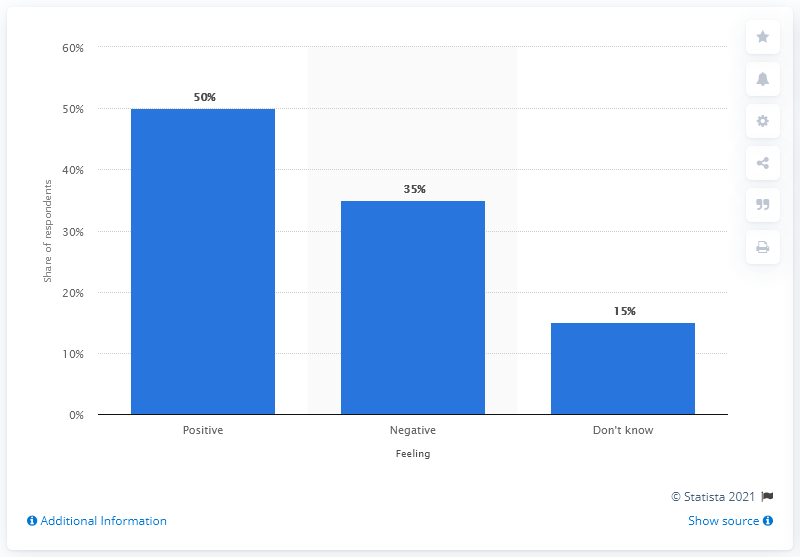 60%
50%
40%
30%
20%
10%
0%
Share of respondents
50%
35%
15%
Positive
Negative
Don't know
Feeling
© Statista 2021
Additional Information
Show source